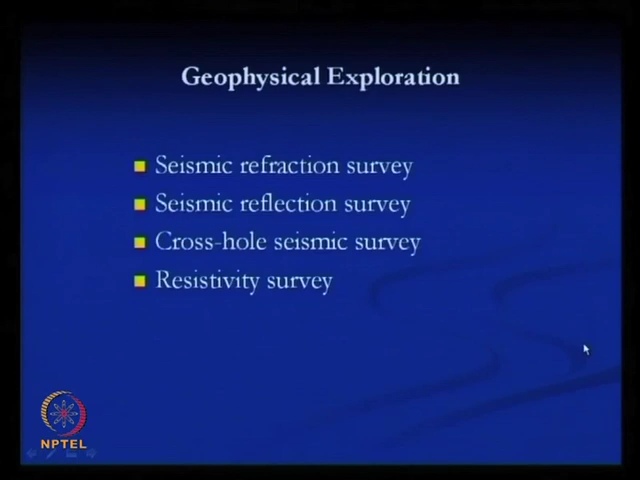 Geophysical Exploration
Seismic refraction survey
Seismic reflection survey
Cross-hole seismic survey
Resistivity survey
NPTEL